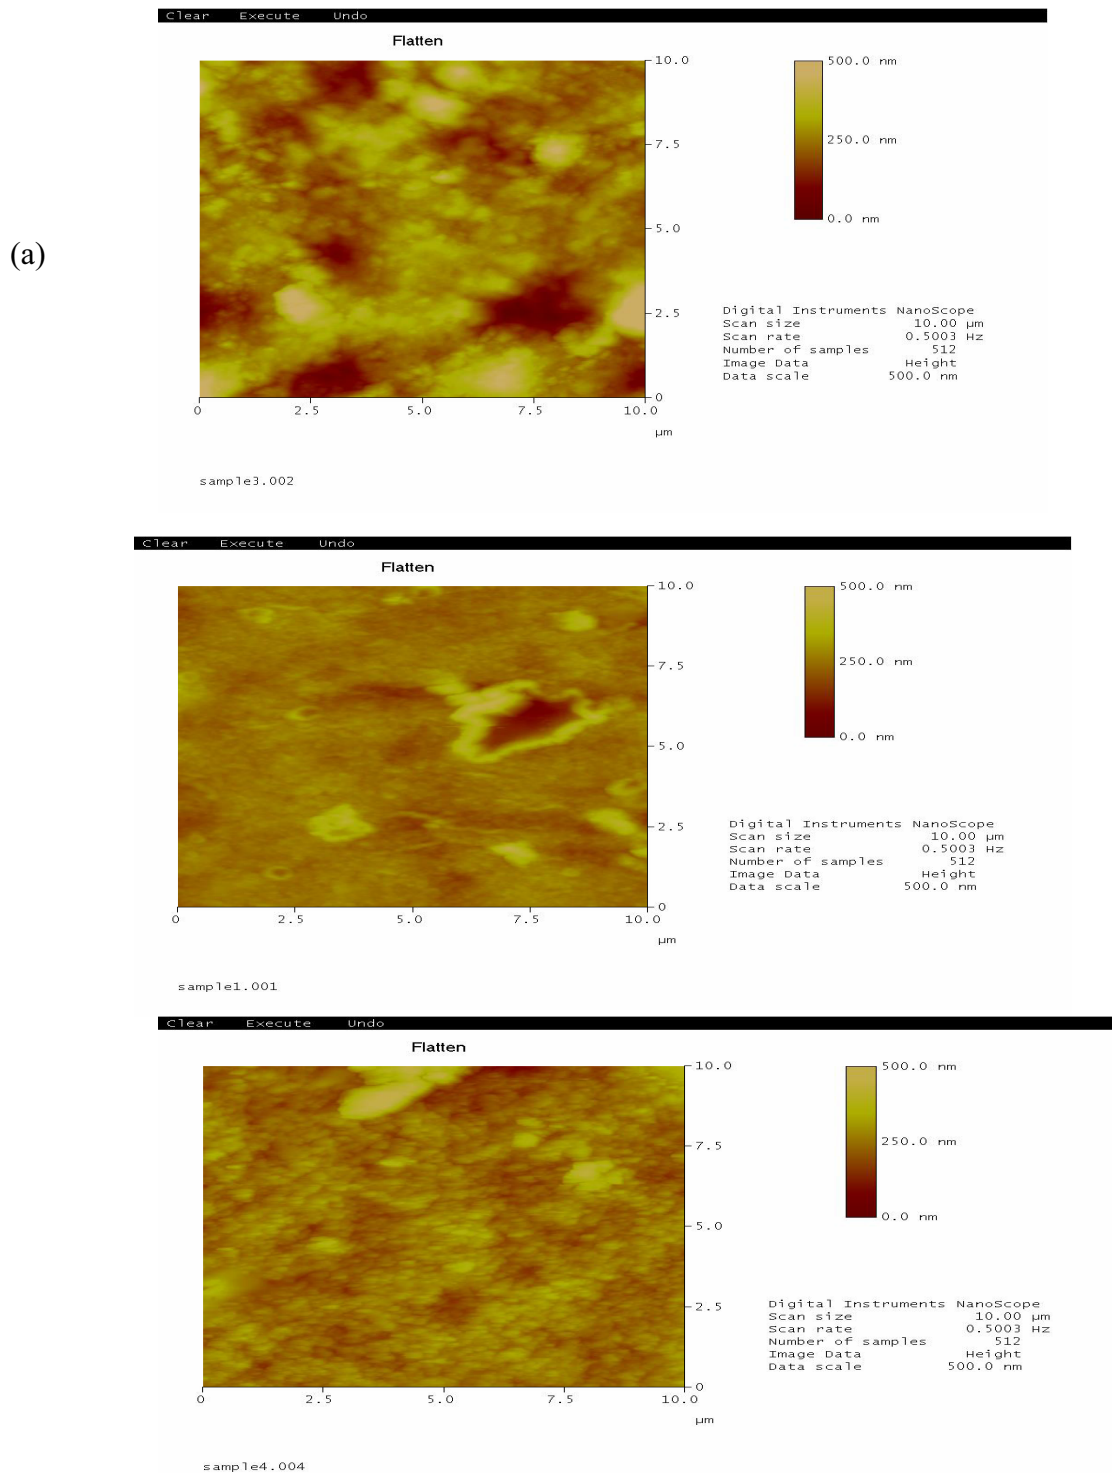 Clear Execute Undo
Flatten
10.0
7.5
5.0
2.5
0
0 2.5 5.0 7.5 10.0
µm
500.0 nm
250.0 nm
0.0 nm
(a)
Digital Instruments NanoScope
Scan size 10.00 µm
Scan rate 0.5003 Hz
Number of samples 512
Image Data Height
Data scale 500.0 nm
sample3.002
Clear Execute Undo
Flatten
10.0
7.5
5.0
2.5
0
0 2.5 5.0 7.5 10.0
µm
500.0 nm
250.0 nm
0.0 nm
Digital Instruments NanoScope
Scan size 10.00 µm
Scan rate 0.5003 Hz
Number of samples 512
Image Data Height
Data scale 500.0 nm
sample1.001
Clear Execute Undo
Flatten
10.0
7.5
5.0
2.5
0
0 2.5 5.0 7.5 10.0
µm
500.0 nm
250.0 nm
0.0 nm
Digital Instruments NanoScope
Scan size 10.00 µm
Scan rate 0.5003 Hz
Number of samples 512
Image Data Height
Data scale 500.0 nm
sample4.004